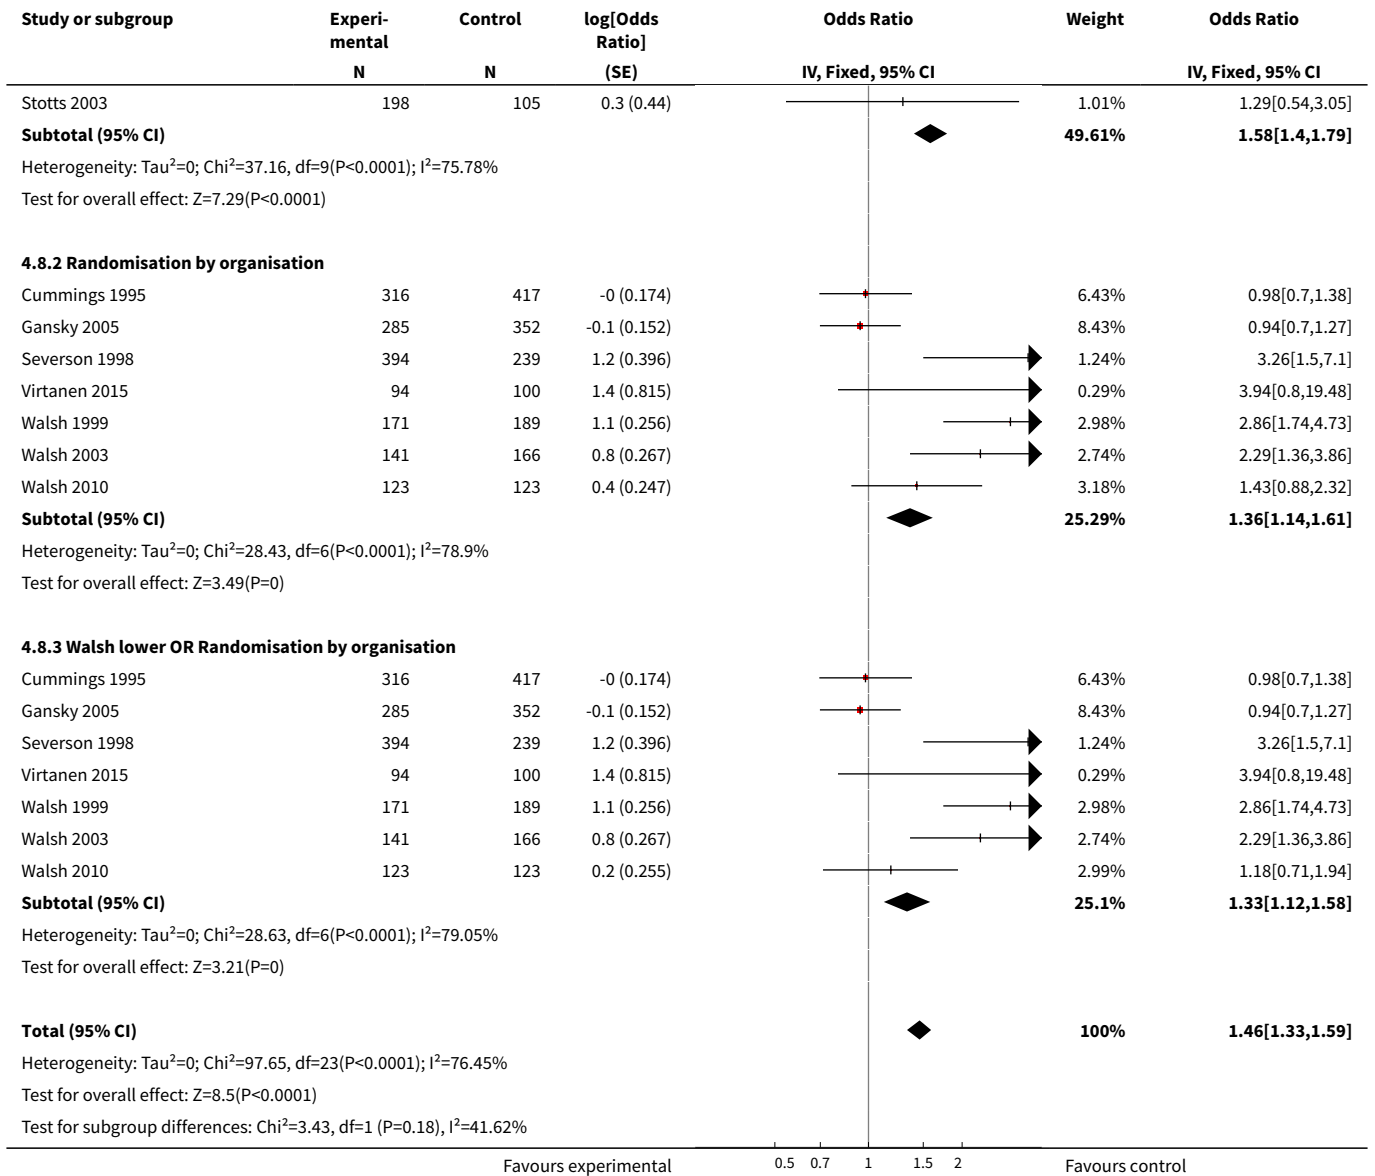 Study or subgroup Experi- Control log[Odds Odds Ratio Weight Odds Ratio
mental Ratio]
N N (SE) IV, Fixed, 95% CI IV, Fixed, 95% CI
Stotts 2003 198 105 0.3 (0.44) 1.01% 1.29[0.54,3.05]
Subtotal (95% CI) 49.61% 1.58[1.4,1.79]
Heterogeneity: Tau²=0; Chi²=37.16, df=9(P<0.0001); I²=75.78%
Test for overall effect: Z=7.29(P<0.0001)
4.8.2 Randomisation by organisation
Cummings 1995 316 417 -0 (0.174) 6.43% 0.98[0.7,1.38]
Gansky 2005 285 352 -0.1 (0.152) 8.43% 0.94[0.7,1.27]
Severson 1998 394 239 1.2 (0.396) 1.24% 3.26[1.5,7.1]
Virtanen 2015 94 100 1.4 (0.815) 0.29% 3.94[0.8,19.48]
Walsh 1999 171 189 1.1 (0.256) 2.98% 2.86[1.74,4.73]
Walsh 2003 141 166 0.8 (0.267) 2.74% 2.29[1.36,3.86]
Walsh 2010 123 123 0.4 (0.247) 3.18% 1.43[0.88,2.32]
Subtotal (95% CI) 25.29% 1.36[1.14,1.61]
Heterogeneity: Tau²=0; Chi²=28.43, df=6(P<0.0001); I²=78.9%
Test for overall effect: Z=3.49(P=0)
4.8.3 Walsh lower OR Randomisation by organisation
Cummings 1995 316 417 -0 (0.174) 6.43% 0.98[0.7,1.38]
Gansky 2005 285 352 -0.1 (0.152) 8.43% 0.94[0.7,1.27]
Severson 1998 394 239 1.2 (0.396) 1.24% 3.26[1.5,7.1]
Virtanen 2015 94 100 1.4 (0.815) 0.29% 3.94[0.8,19.48]
Walsh 1999 171 189 1.1 (0.256) 2.98% 2.86[1.74,4.73]
Walsh 2003 141 166 0.8 (0.267) 2.74% 2.29[1.36,3.86]
Walsh 2010 123 123 0.2 (0.255) 2.99% 1.18[0.71,1.94]
Subtotal (95% CI) 25.1% 1.33[1.12,1.58]
Heterogeneity: Tau²=0; Chi²=28.63, df=6(P<0.0001); I²=79.05%
Test for overall effect: Z=3.21(P=0)
Total (95% CI) 100% 1.46[1.33,1.59]
Heterogeneity: Tau²=0; Chi²=97.65, df=23(P<0.0001); I²=76.45%
Test for overall effect: Z=8.5(P<0.0001)
Test for subgroup differences: Chi²=3.43, df=1 (P=0.18), I²=41.62%
Favours experimental 0.5 0.7 1 1.5 2 Favours control